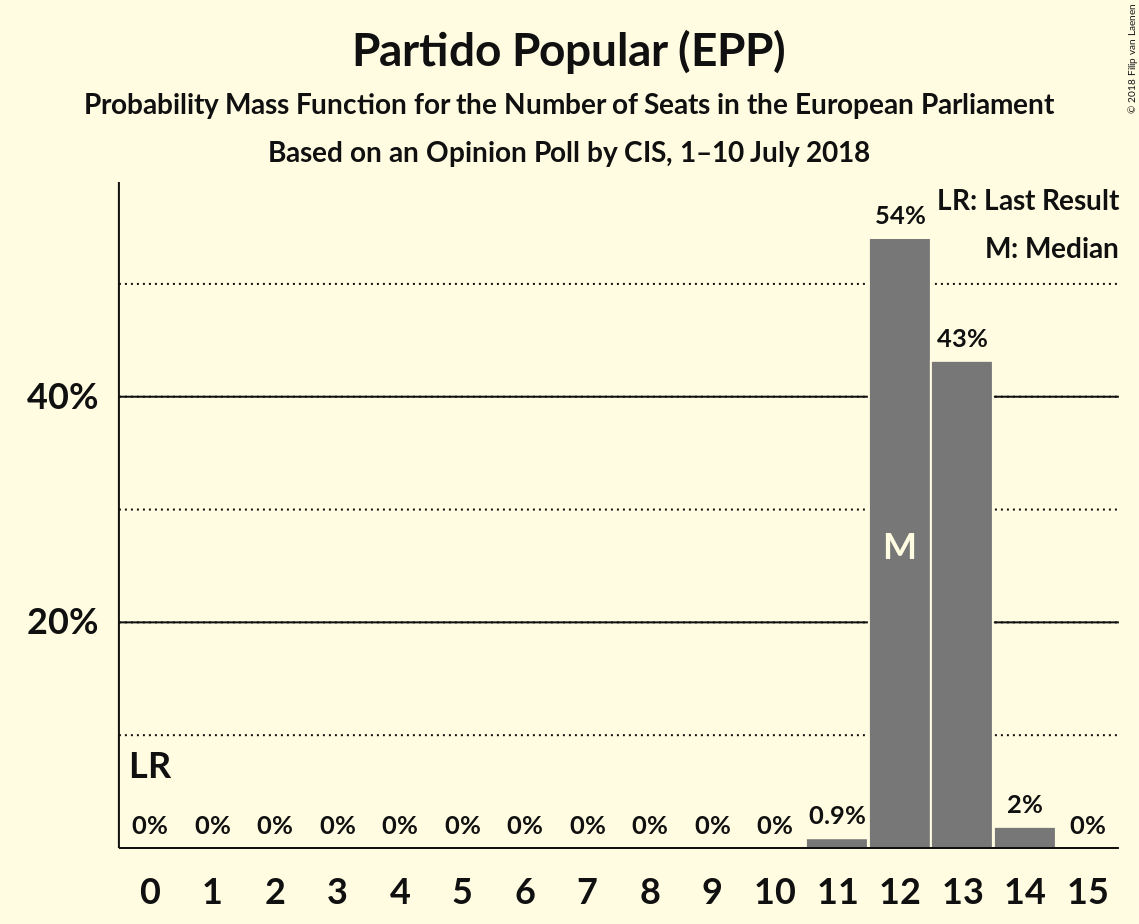 Partido Popular (EPP)
Probability Mass Function for the Number of Seats in the European Parliament
Based on an Opinion Poll by CIS, 1–10 July 2018
© 2018 Filip van Laenen
LR: Last Result
M: Median
54%
43%
40%
M
20%
LR
0% 0% 0% 0% 0% 0% 0% 0% 0% 0% 0% 0.9% 2% 0%
0 1 2 3 4 5 6 7 8 9 10 11 12 13 14 15